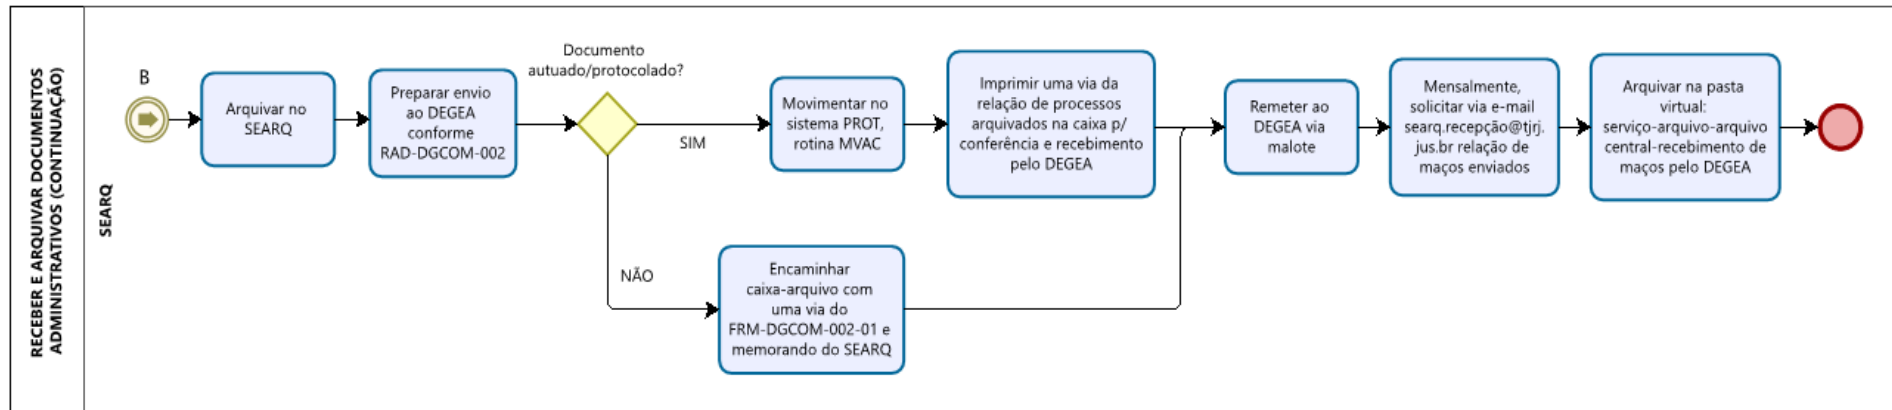 RECEBER E ARQUIVAR DOCUMENTOS
ADMINISTRATIVOS (CONTINUAÇÃO)
SEARQ
B
Arquivar no
SEARQ
Preparar envio
ao DEGEA
conforme
RAD-DGCOM-002
Documento
autuado/protocolado?
SIM
Movimentar no
sistema PROT,
rotina MVAC
Imprimir uma via da
relação de processos
arquivados na caixa p/
conferência e recebimento
pelo DEGEA
NÃO
Encaminhar
caixa-arquivo com
uma via do
FRM-DGCOM-002-01 e
memorando do SEARQ
Remeter ao
DEGEA via
malote
Mensalmente,
solicitar via e-mail
searq.recepção@tjrj.
jus.br relação de
maços enviados
Arquivar na pasta
virtual:
serviço-arquivo-arquivo
central-recebimento de
maços pelo DEGEA